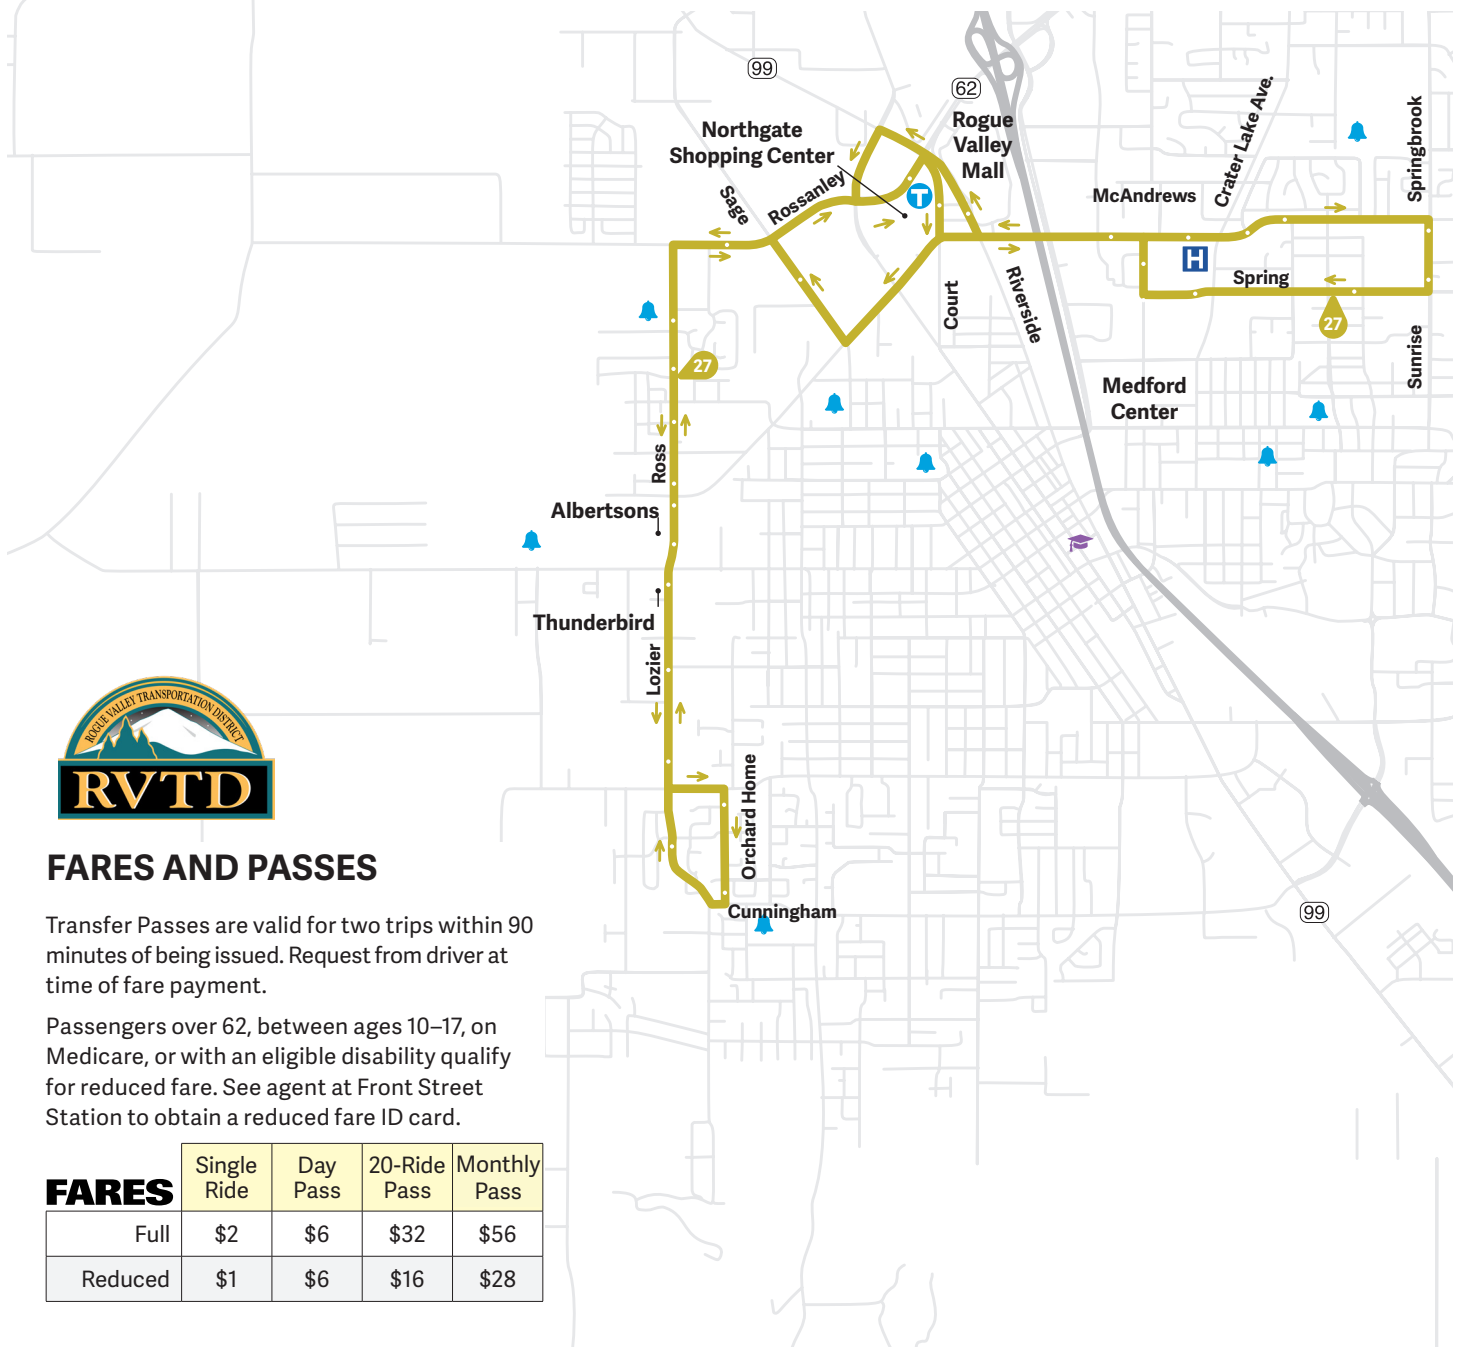 99
62
Northgate
Shopping Center
Rogue
Valley
Mall
Crater Lake Ave.
Springbrook
McAndrews
Sage
Rossanley
T
H
Spring
Court
Riverside
27
Sunrise
27
Medford
Center
Ross
Albertsons
Thunderbird
Lozier
Orchard Home
Cunningham
99
ROGUE VALLEY TRANSPORTATION DISTRICT
RVTD
FARES AND PASSES
Transfer Passes are valid for two trips within 90
minutes of being issued. Request from driver at
time of fare payment.
Passengers over 62, between ages 10–17, on
Medicare, or with an eligible disability qualify
for reduced fare. See agent at Front Street
Station to obtain a reduced fare ID card.
FARES Single Ride Day Pass 20-Ride Pass Monthly Pass
Full $2 $6 $32 $56
Reduced $1 $6 $16 $28